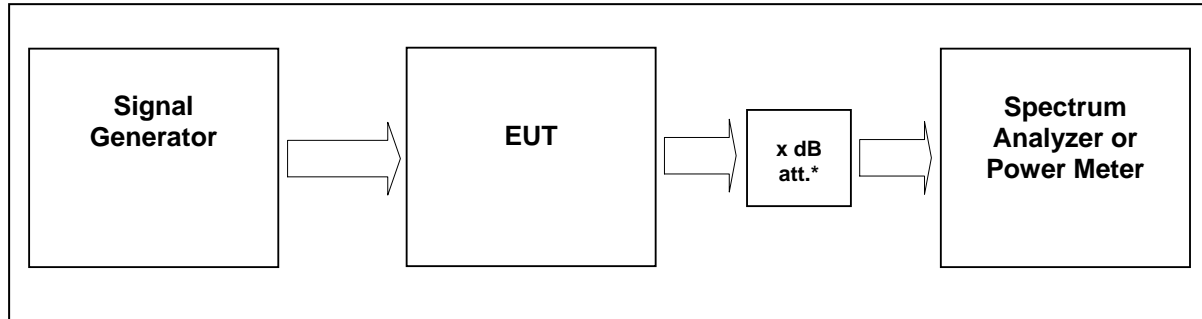 Signal
Generator
EUT
x dB
att.*
Spectrum
Analyzer or
Power Meter